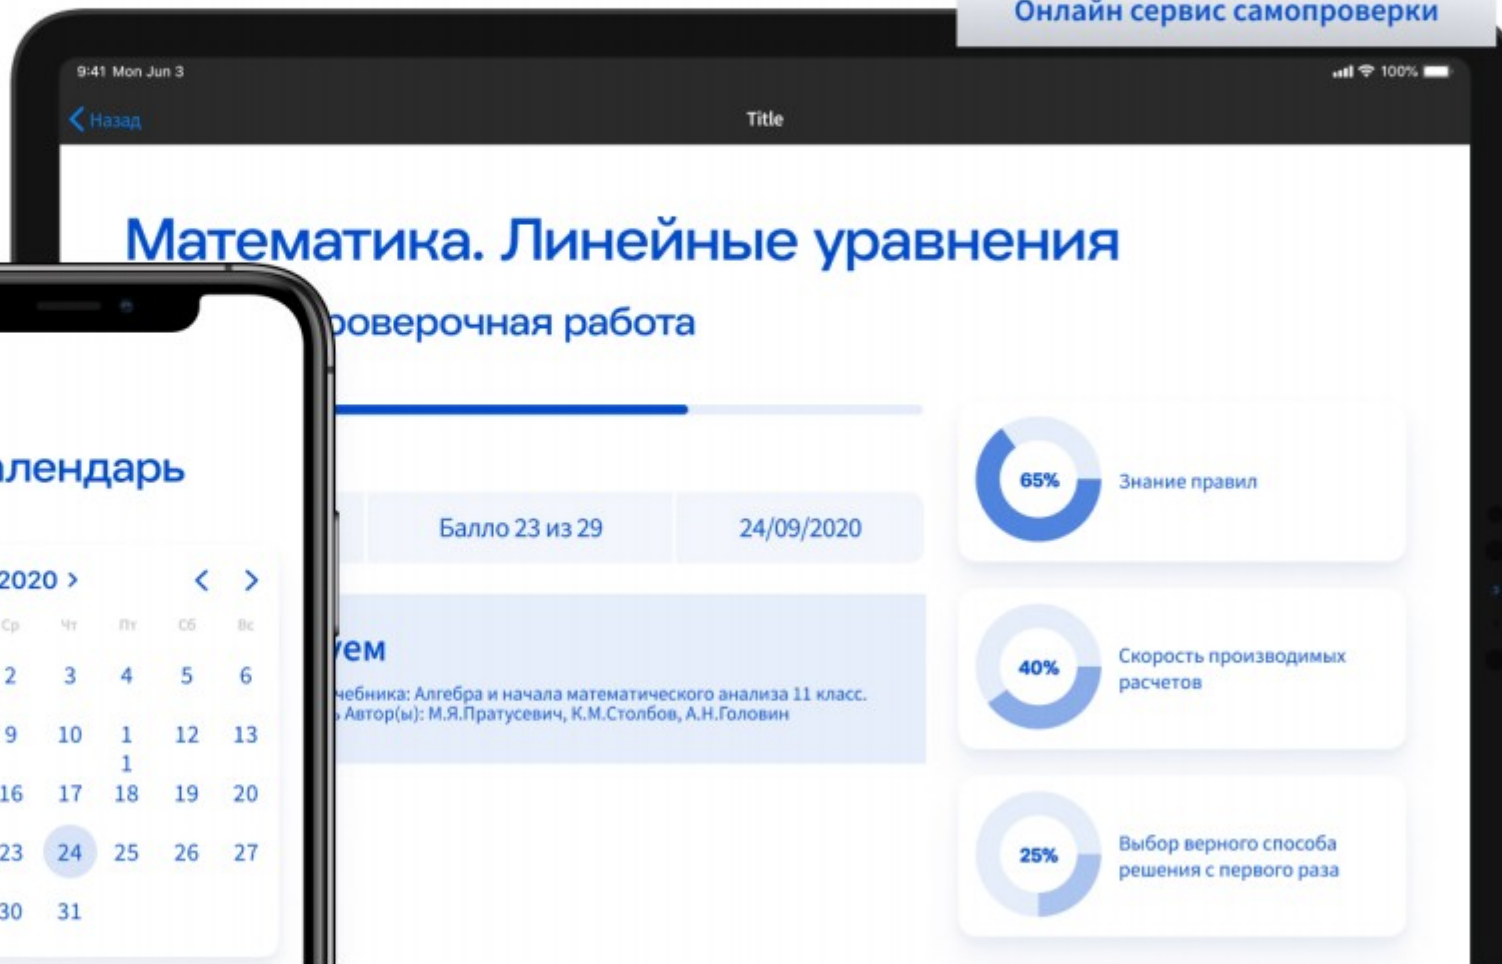 Онлайн сервис самопроверки
9:41 Mon Jun 3
100%
Назад
Title
Математика. Линейные уравнения
роверочная работа
Балло 23 из 29
24/09/2020
уем
чебника: Алгебра и начала математического анализа 11 класс.
Автор(ы): М.Я.Пратусевич, К.М.Столбов, А.Н.Головин
65%
Знание правил
40%
Скорость производимых
расчетов
25%
Выбор верного способа
решения с первого раза
алендарь
2020 >
Ср Чт Пт Сб Вс
2 3 4 5 6
9 10 1 12 13
1
16 17 18 19 20
23 24 25 26 27
30 31